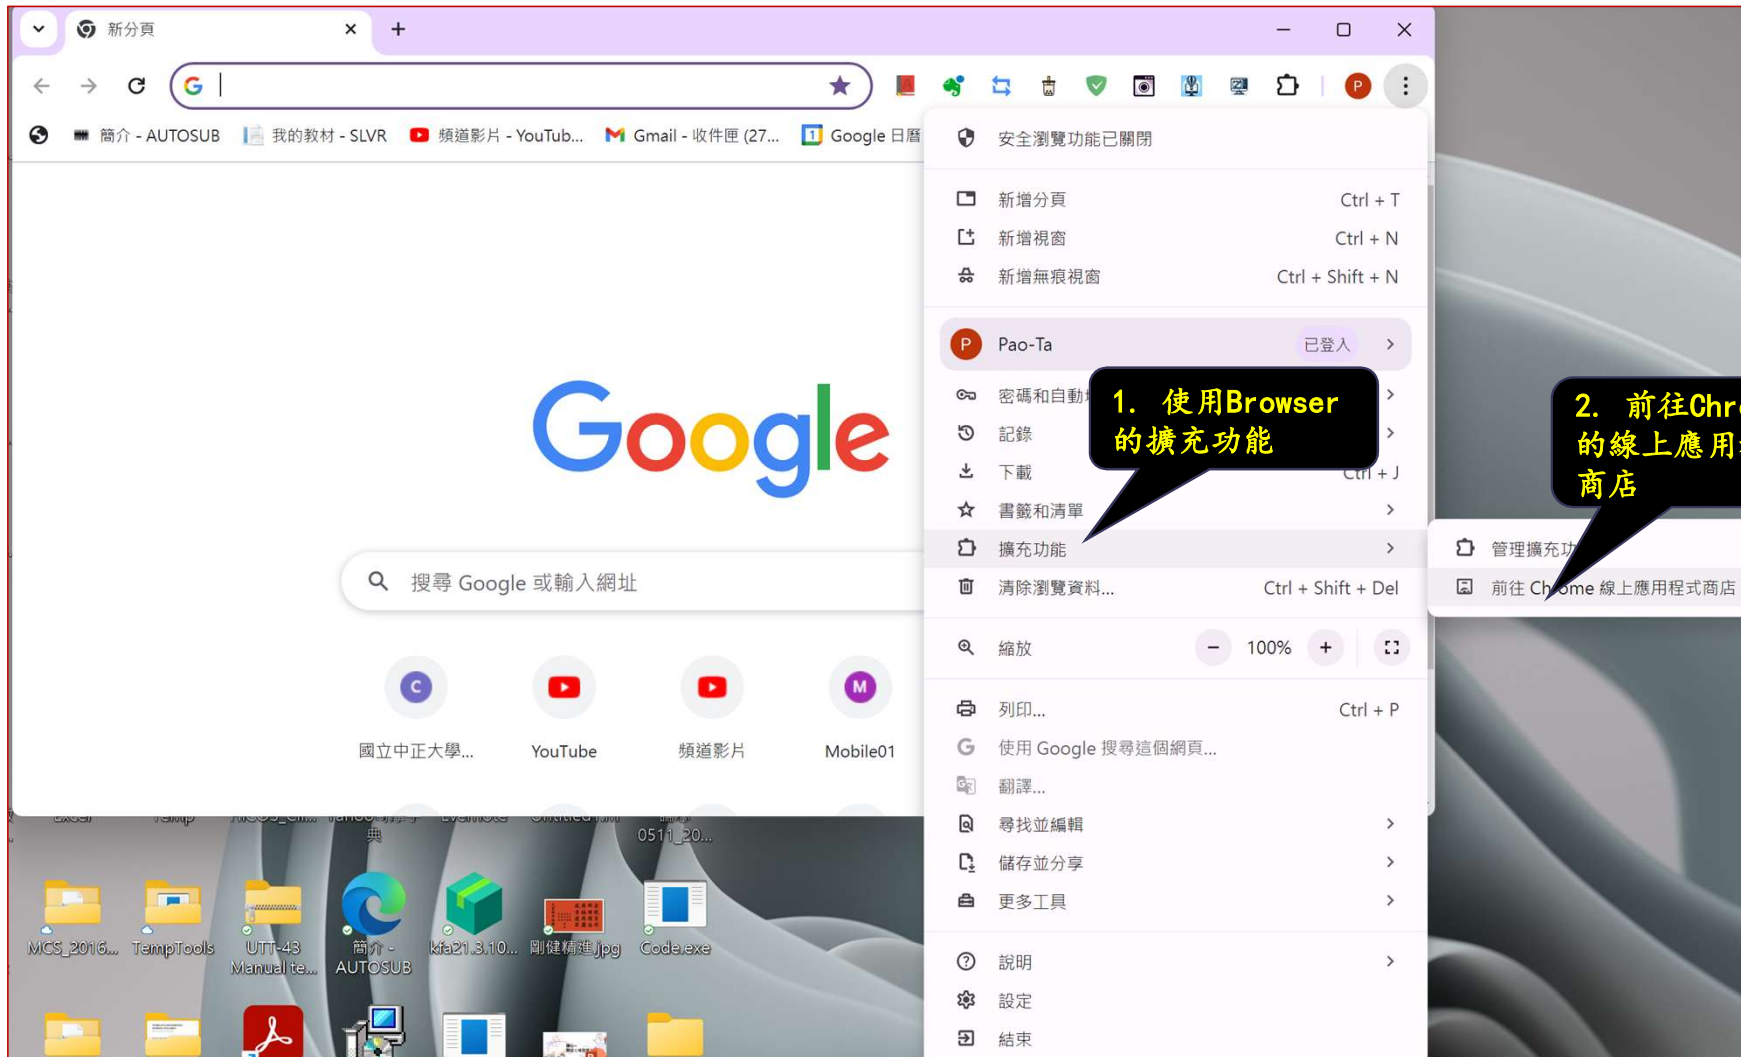 新分頁
簡介 - AUTOSUB
我的教材 - SLVR
頻道影片 - YouTub...
Gmail - 收件匣 (27...
Google 日曆
安全瀏覽功能已關閉
新增分頁 Ctrl + T
新增視窗 Ctrl + N
新增無痕視窗 Ctrl + Shift + N
P Pao-Ta 已登入
密碼和自動
記錄
下載 Ctrl + J
書籤和清單
擴充功能
清除瀏覽資料... Ctrl + Shift + Del
縮放 - 100% +
列印... Ctrl + P
使用 Google 搜尋這個網頁...
翻譯...
尋找並編輯
儲存並分享
更多工具
說明
設定
結束
1. 使用Browser
的擴充功能
2. 前往Chr
的線上應用
商店
管理擴充
前往 Chrome 線上應用程式商店
Google
搜尋 Google 或輸入網址
C
M
國立中正大學...
YouTube
頻道影片
Mobile01
典
0511_20...
MCS_2016...
TempTools
UTT-43
Manual te...
簡介 -
AUTOSUB
kfa21.3.10...
剛健精進.jpg
Code.exe